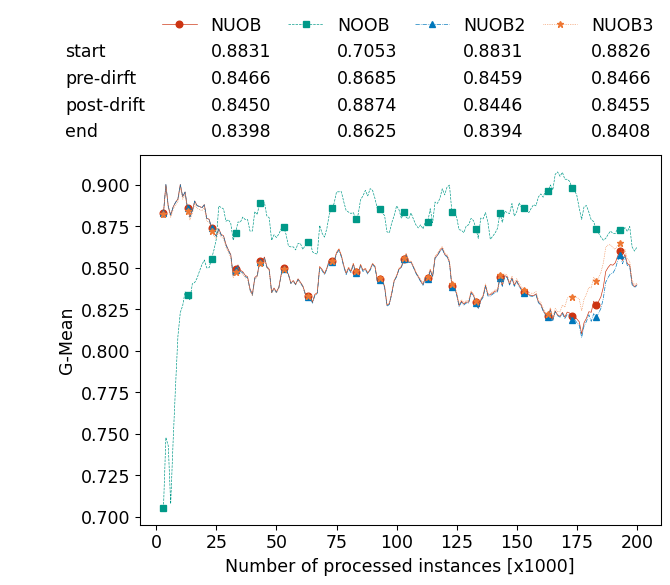 NUOB NOOB NUOB2 NUOB3
start 0.8831 0.7053 0.8831 0.8826
pre-dirft 0.8466 0.8685 0.8459 0.8466
post-drift 0.8450 0.8874 0.8446 0.8455
end 0.8398 0.8625 0.8394 0.8408
0.900
0.875
0.850
0.825
0.800
0.775
0.750
0.725
0.700
G-Mean
0 25 50 75 100 125 150 175 200
Number of processed instances [x1000]